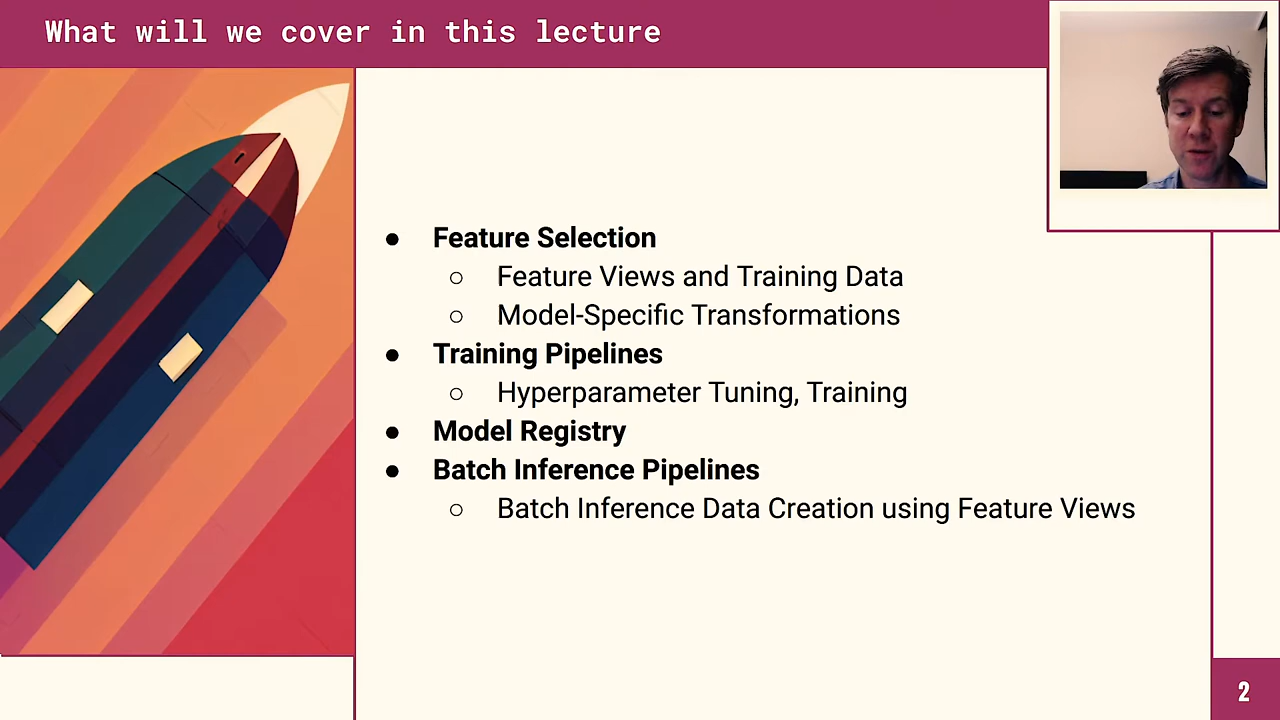 What will we cover in this lecture
● Feature Selection
○ Feature Views and Training Data
○ Model-Specific Transformations
● Training Pipelines
○ Hyperparameter Tuning, Training
● Model Registry
● Batch Inference Pipelines
○ Batch Inference Data Creation using Feature Views
2